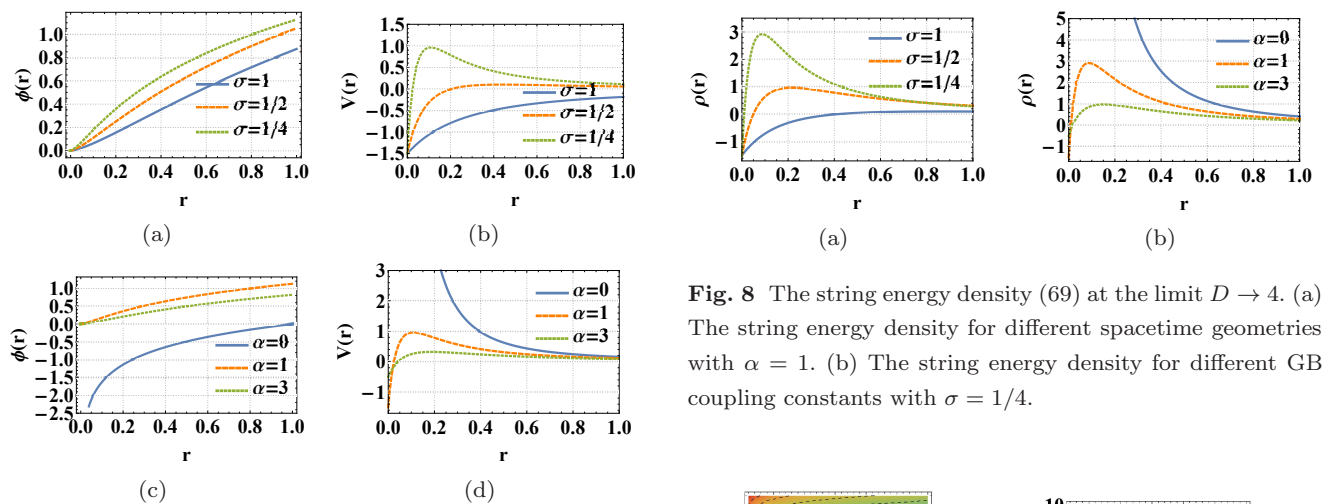 1.0
0.8
0.6
0.4
0.2
0.0
ϕ(r)
σ=1
σ=1/2
σ=1/4
0.0 0.2 0.4 0.6 0.8 1.0
r
(a)
1.5
1.0
0.5
0.0
−0.5
−1.0
−1.5
V(r)
σ=1
σ=1/2
σ=1/4
0.0 0.2 0.4 0.6 0.8 1.0
r
(b)
1.0
0.5
0.0
−0.5
−1.0
−1.5
−2.0
−2.5
ϕ(r)
α=0
α=1
α=3
0.0 0.2 0.4 0.6 0.8 1.0
r
(c)
3
2
1
0
−1
V(r)
α=0
α=1
α=3
0.0 0.2 0.4 0.6 0.8 1.0
r
(d)
3
2
1
0
−1
ρ(r)
σ=1
σ=1/2
σ=1/4
0.0 0.2 0.4 0.6 0.8 1.0
r
(a)
5
4
3
2
1
0
−1
ρ(r)
α=0
α=1
α=3
0.0 0.2 0.4 0.6 0.8 1.0
r
(b)
Fig. 8 The string energy density (69) at the limit D → 4. (a)
The string energy density for different spacetime geometries
with α = 1. (b) The string energy density for different GB
coupling constants with σ = 1/4.
10